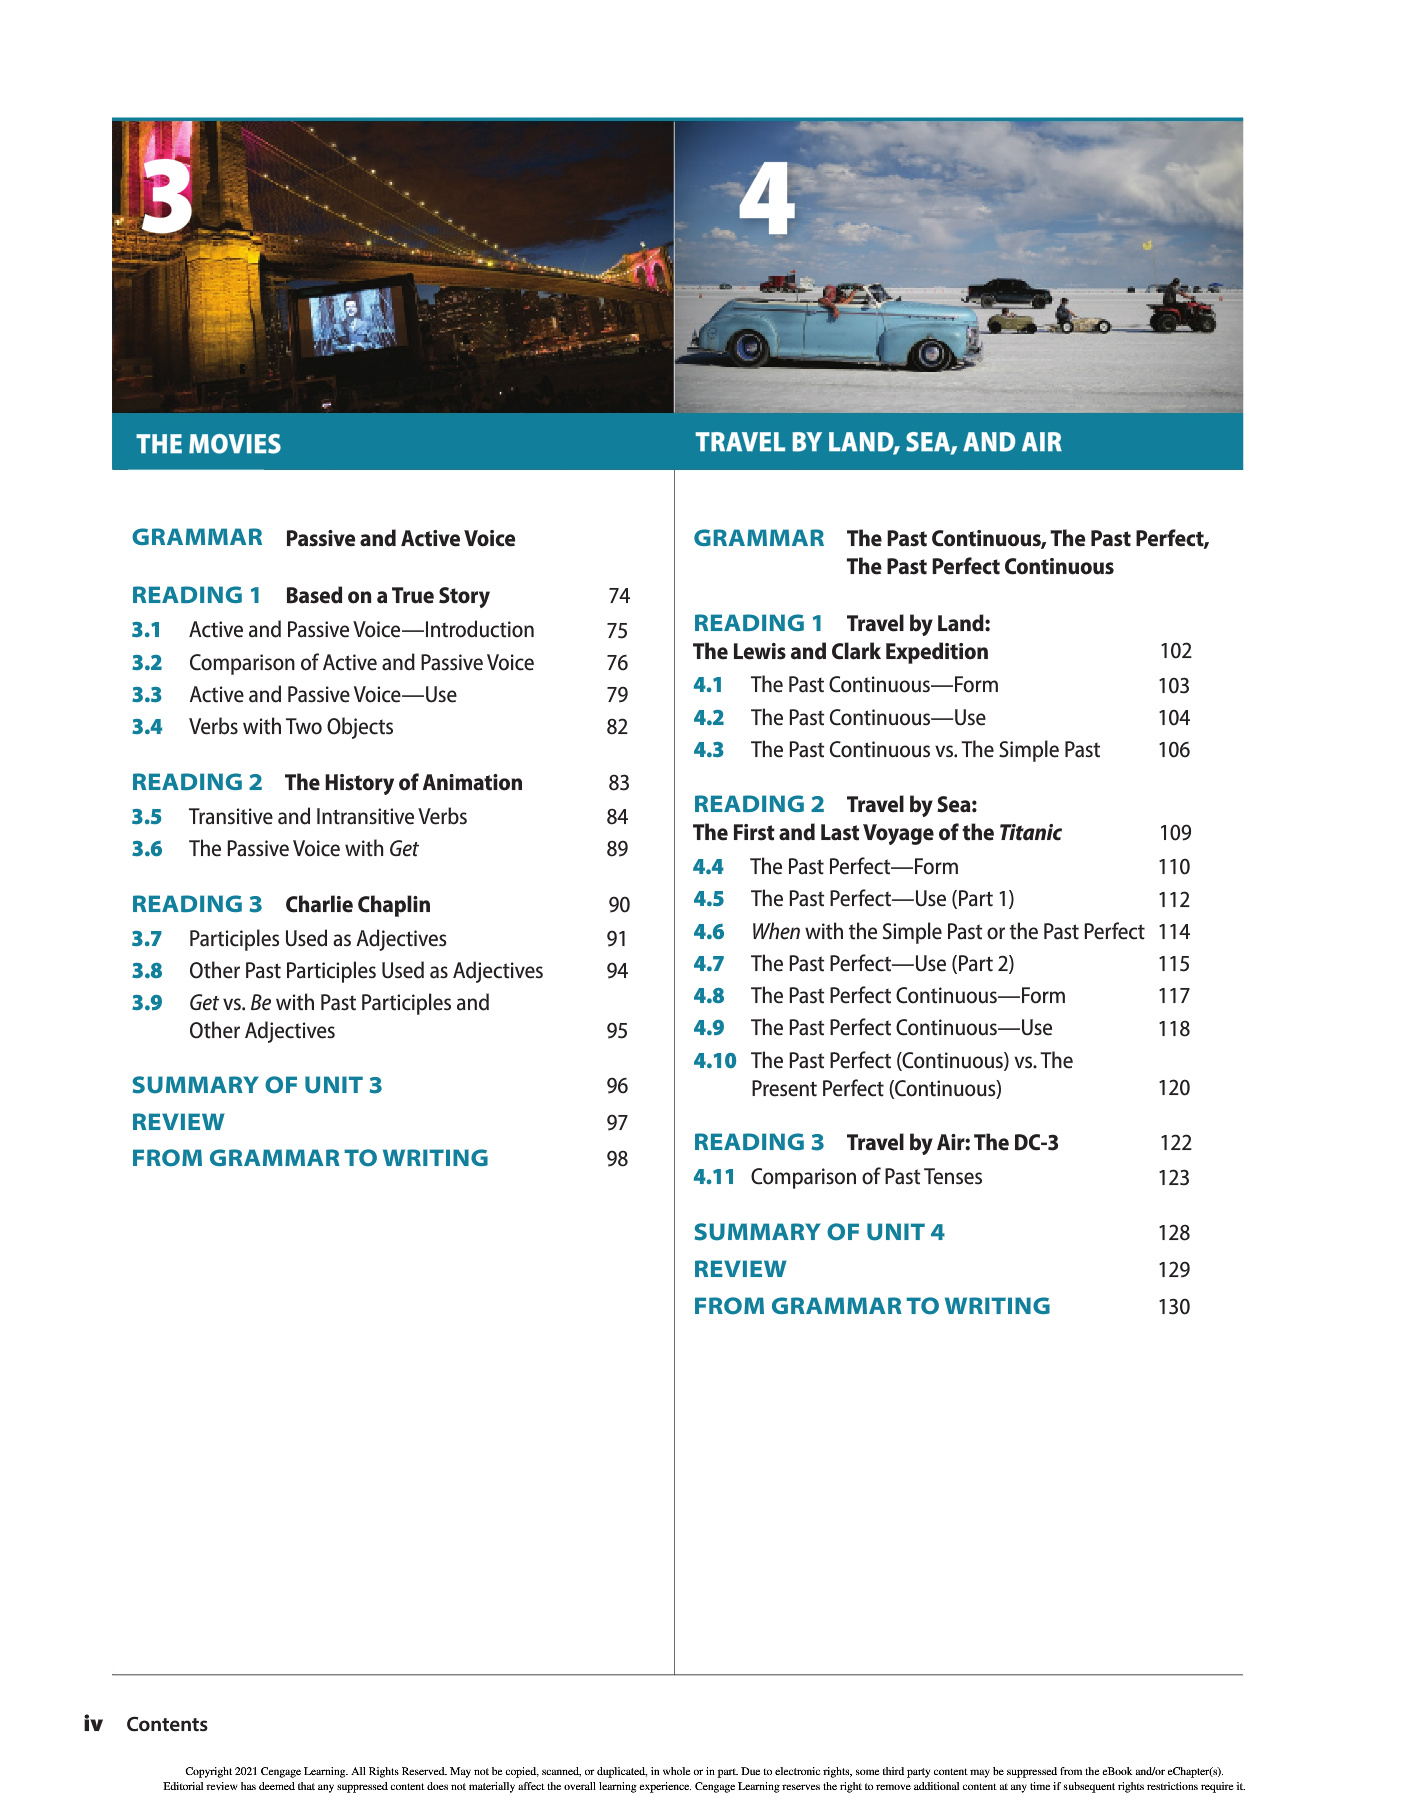 3
THE MOVIES
GRAMMAR Passive and Active Voice
READING 1 Based on a True Story 74
3.1 Active and Passive Voice—Introduction 75
3.2 Comparison of Active and Passive Voice 76
3.3 Active and Passive Voice—Use 79
3.4 Verbs with Two Objects 82
READING 2 The History of Animation 83
3.5 Transitive and Intransitive Verbs 84
3.6 The Passive Voice with Get 89
READING 3 Charlie Chaplin 90
3.7 Participles Used as Adjectives 91
3.8 Other Past Participles Used as Adjectives 94
3.9 Get vs. Be with Past Participles and
Other Adjectives 95
SUMMARY OF UNIT 3 96
REVIEW 97
FROM GRAMMAR TO WRITING 98
4
TRAVEL BY LAND, SEA, AND AIR
GRAMMAR The Past Continuous, The Past Perfect,
The Past Perfect Continuous
READING 1 Travel by Land:
The Lewis and Clark Expedition 102
4.1 The Past Continuous—Form 103
4.2 The Past Continuous—Use 104
4.3 The Past Continuous vs. The Simple Past 106
READING 2 Travel by Sea:
The First and Last Voyage of the Titanic 109
4.4 The Past Perfect—Form 110
4.5 The Past Perfect—Use (Part 1) 112
4.6 When with the Simple Past or the Past Perfect 114
4.7 The Past Perfect—Use (Part 2) 115
4.8 The Past Perfect Continuous—Form 117
4.9 The Past Perfect Continuous—Use 118
4.10 The Past Perfect (Continuous) vs. The
Present Perfect (Continuous) 120
READING 3 Travel by Air: The DC-3 122
4.11 Comparison of Past Tenses 123
SUMMARY OF UNIT 4 128
REVIEW 129
FROM GRAMMAR TO WRITING 130
iv Contents
Copyright 2021 Cengage Learning. All Rights Reserved. May not be copied, scanned, or duplicated, in whole or in part. Due to electronic rights, some third party content may be suppressed from the eBook and/or eChapter(s).
Editorial review has deemed that any suppressed content does not materially affect the overall learning experience. Cengage Learning reserves the right to remove additional content at any time if subsequent rights restrictions require it.